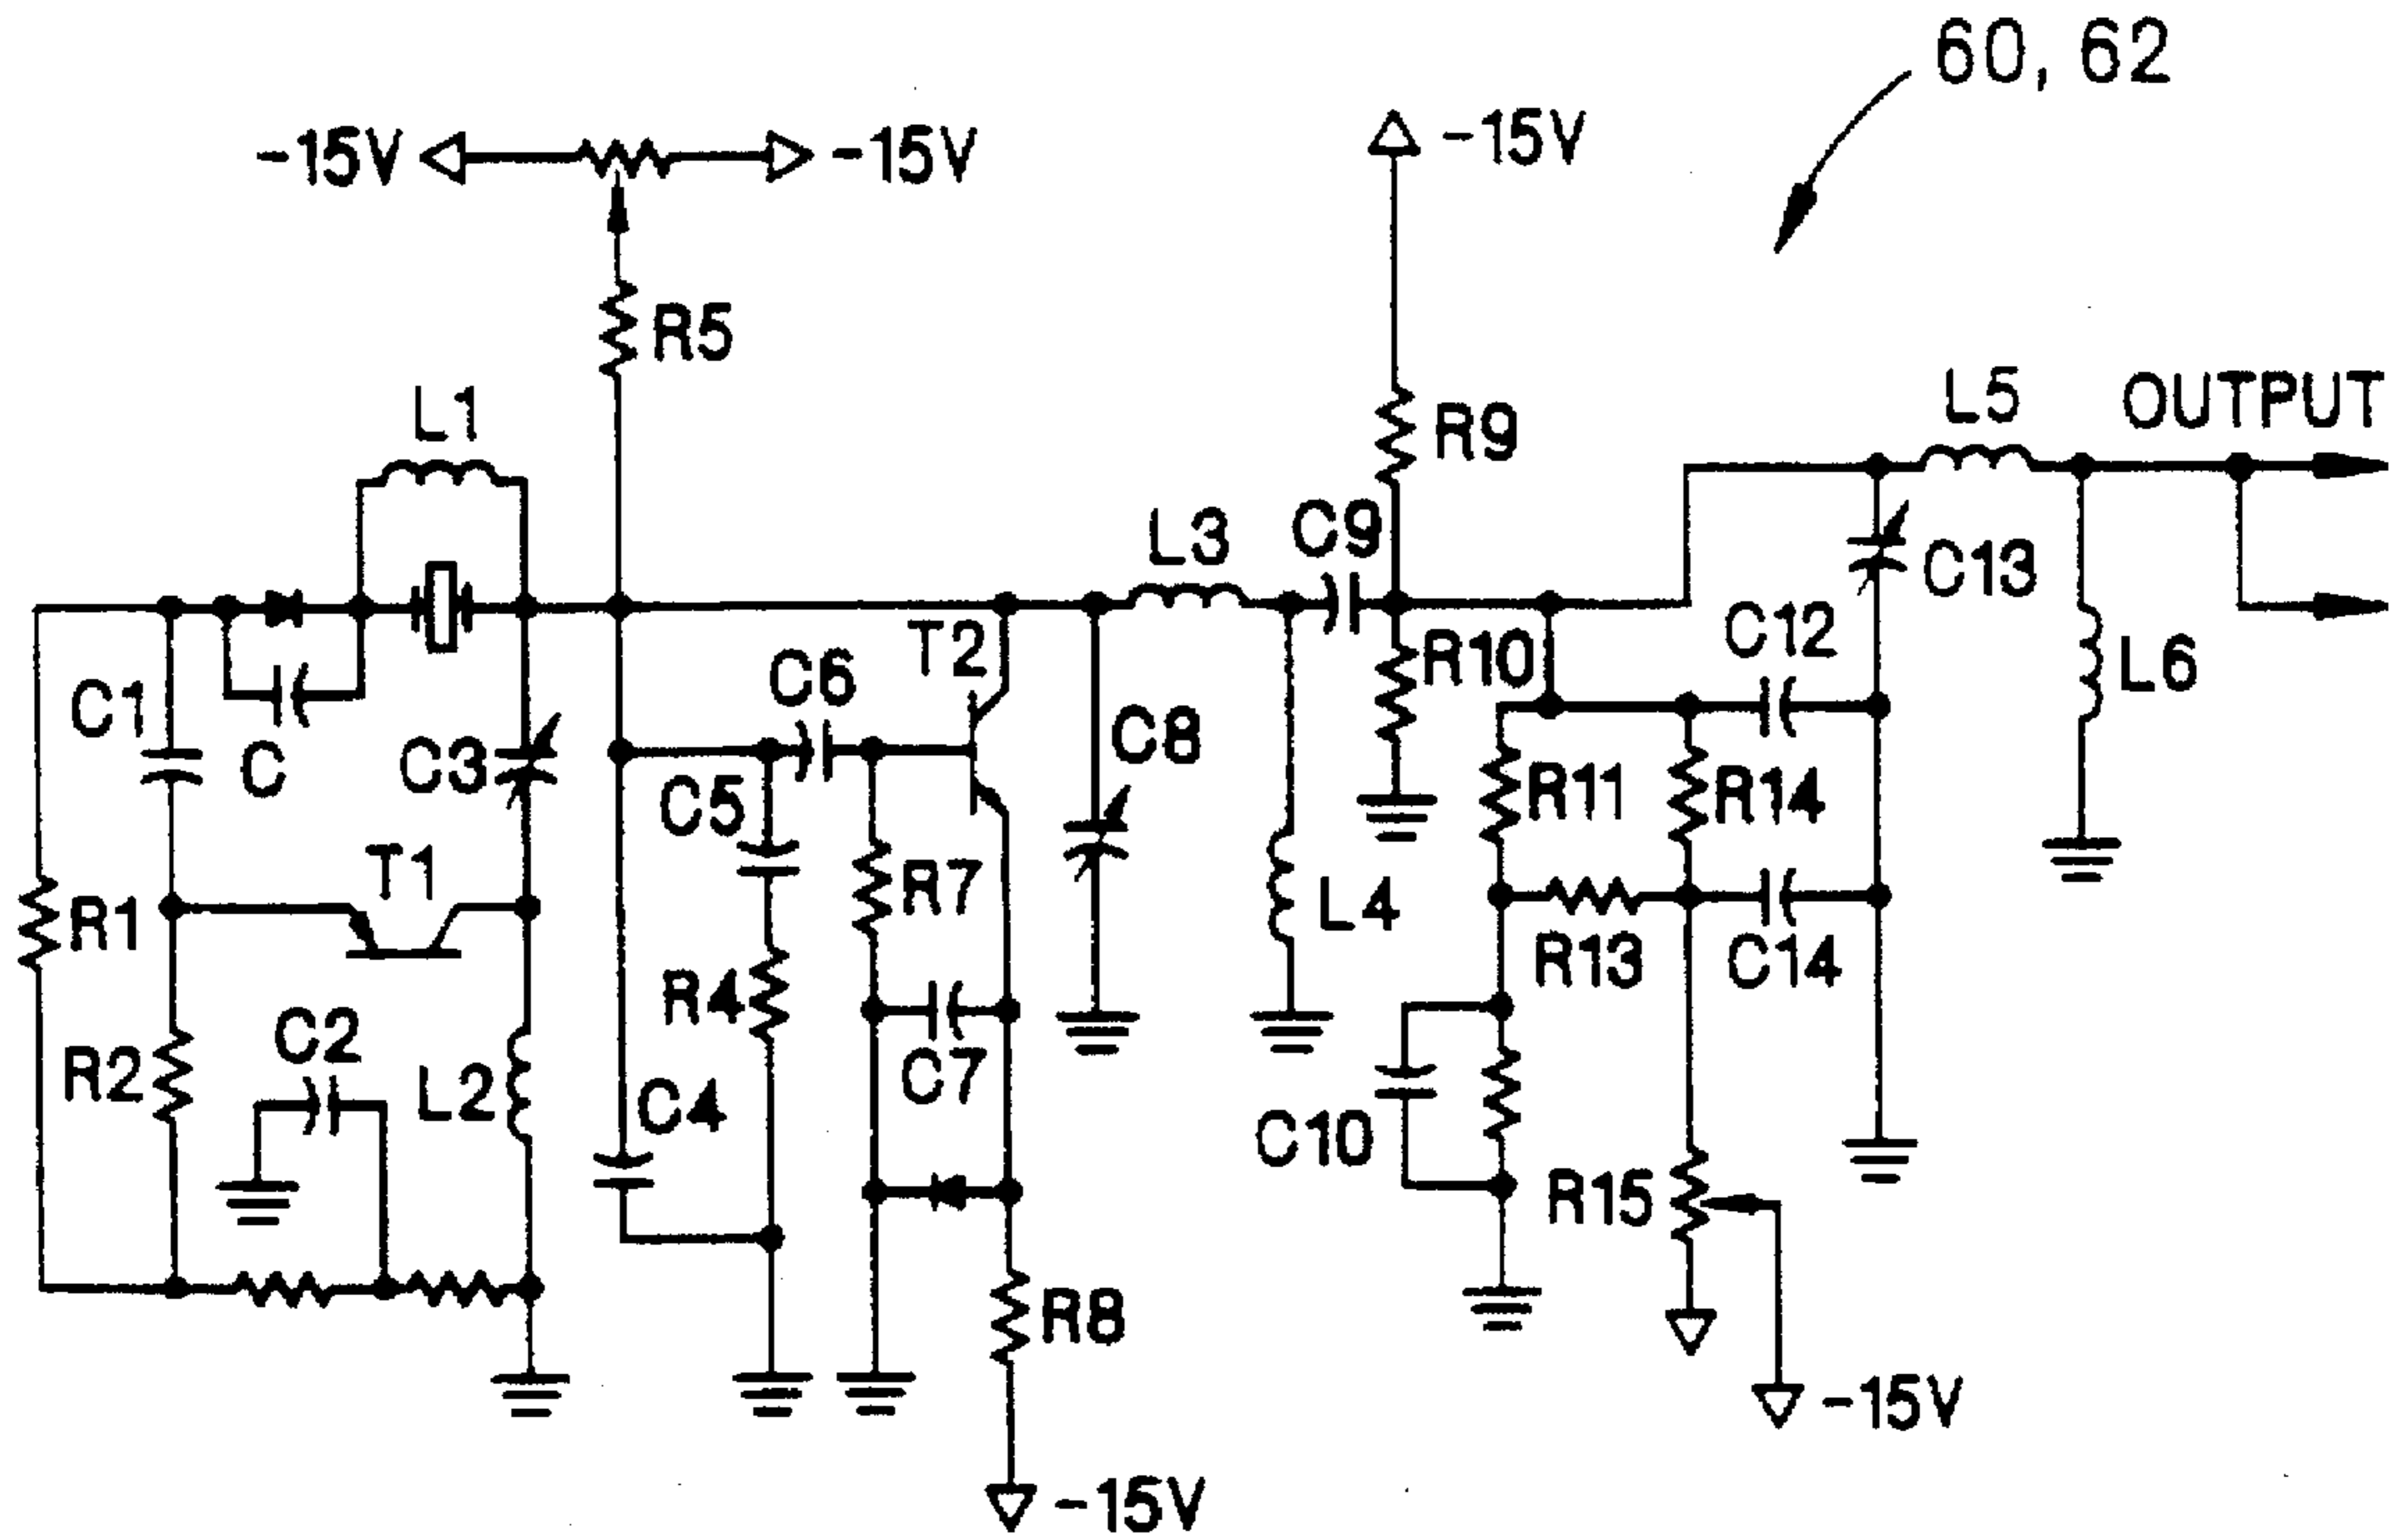 60, 62
-15V
-15V
-15V
R5
L1
R9
L5
OUTPUT
L3
C9
C13
C12
T2
R10
L6
C6
C1
C
C3
C8
C5
R11
R14
T1
R7
L4
R1
R13
C14
R4
C2
R2
L2
C7
C4
C10
R15
R8
-15V
-15V